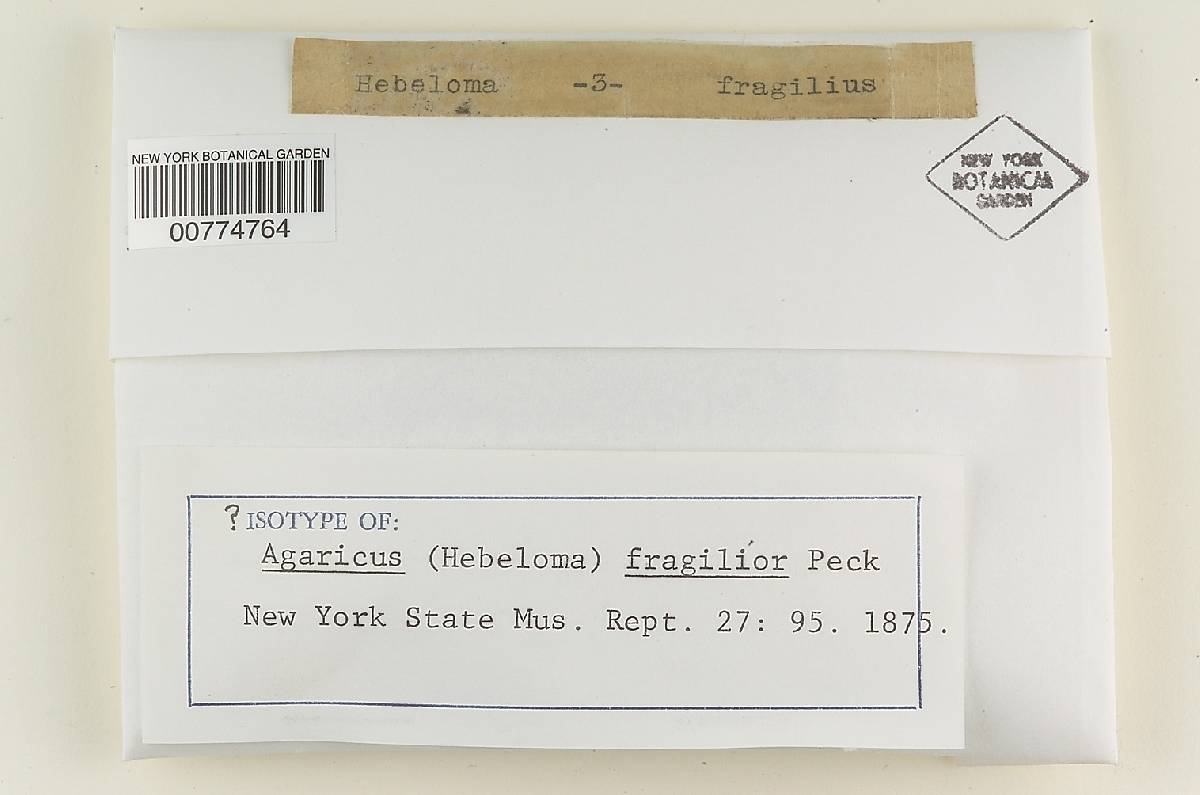 Hebeloma -3- fragilius
NEW YORK BOTANICAL GARDEN
00774764
NEW YORK
BOTANICAL
GARDEN
? ISOTYPE OF:
Agaricus (Hebeloma) fragilior Peck
New York State Mus. Rept. 27: 95. 1875.